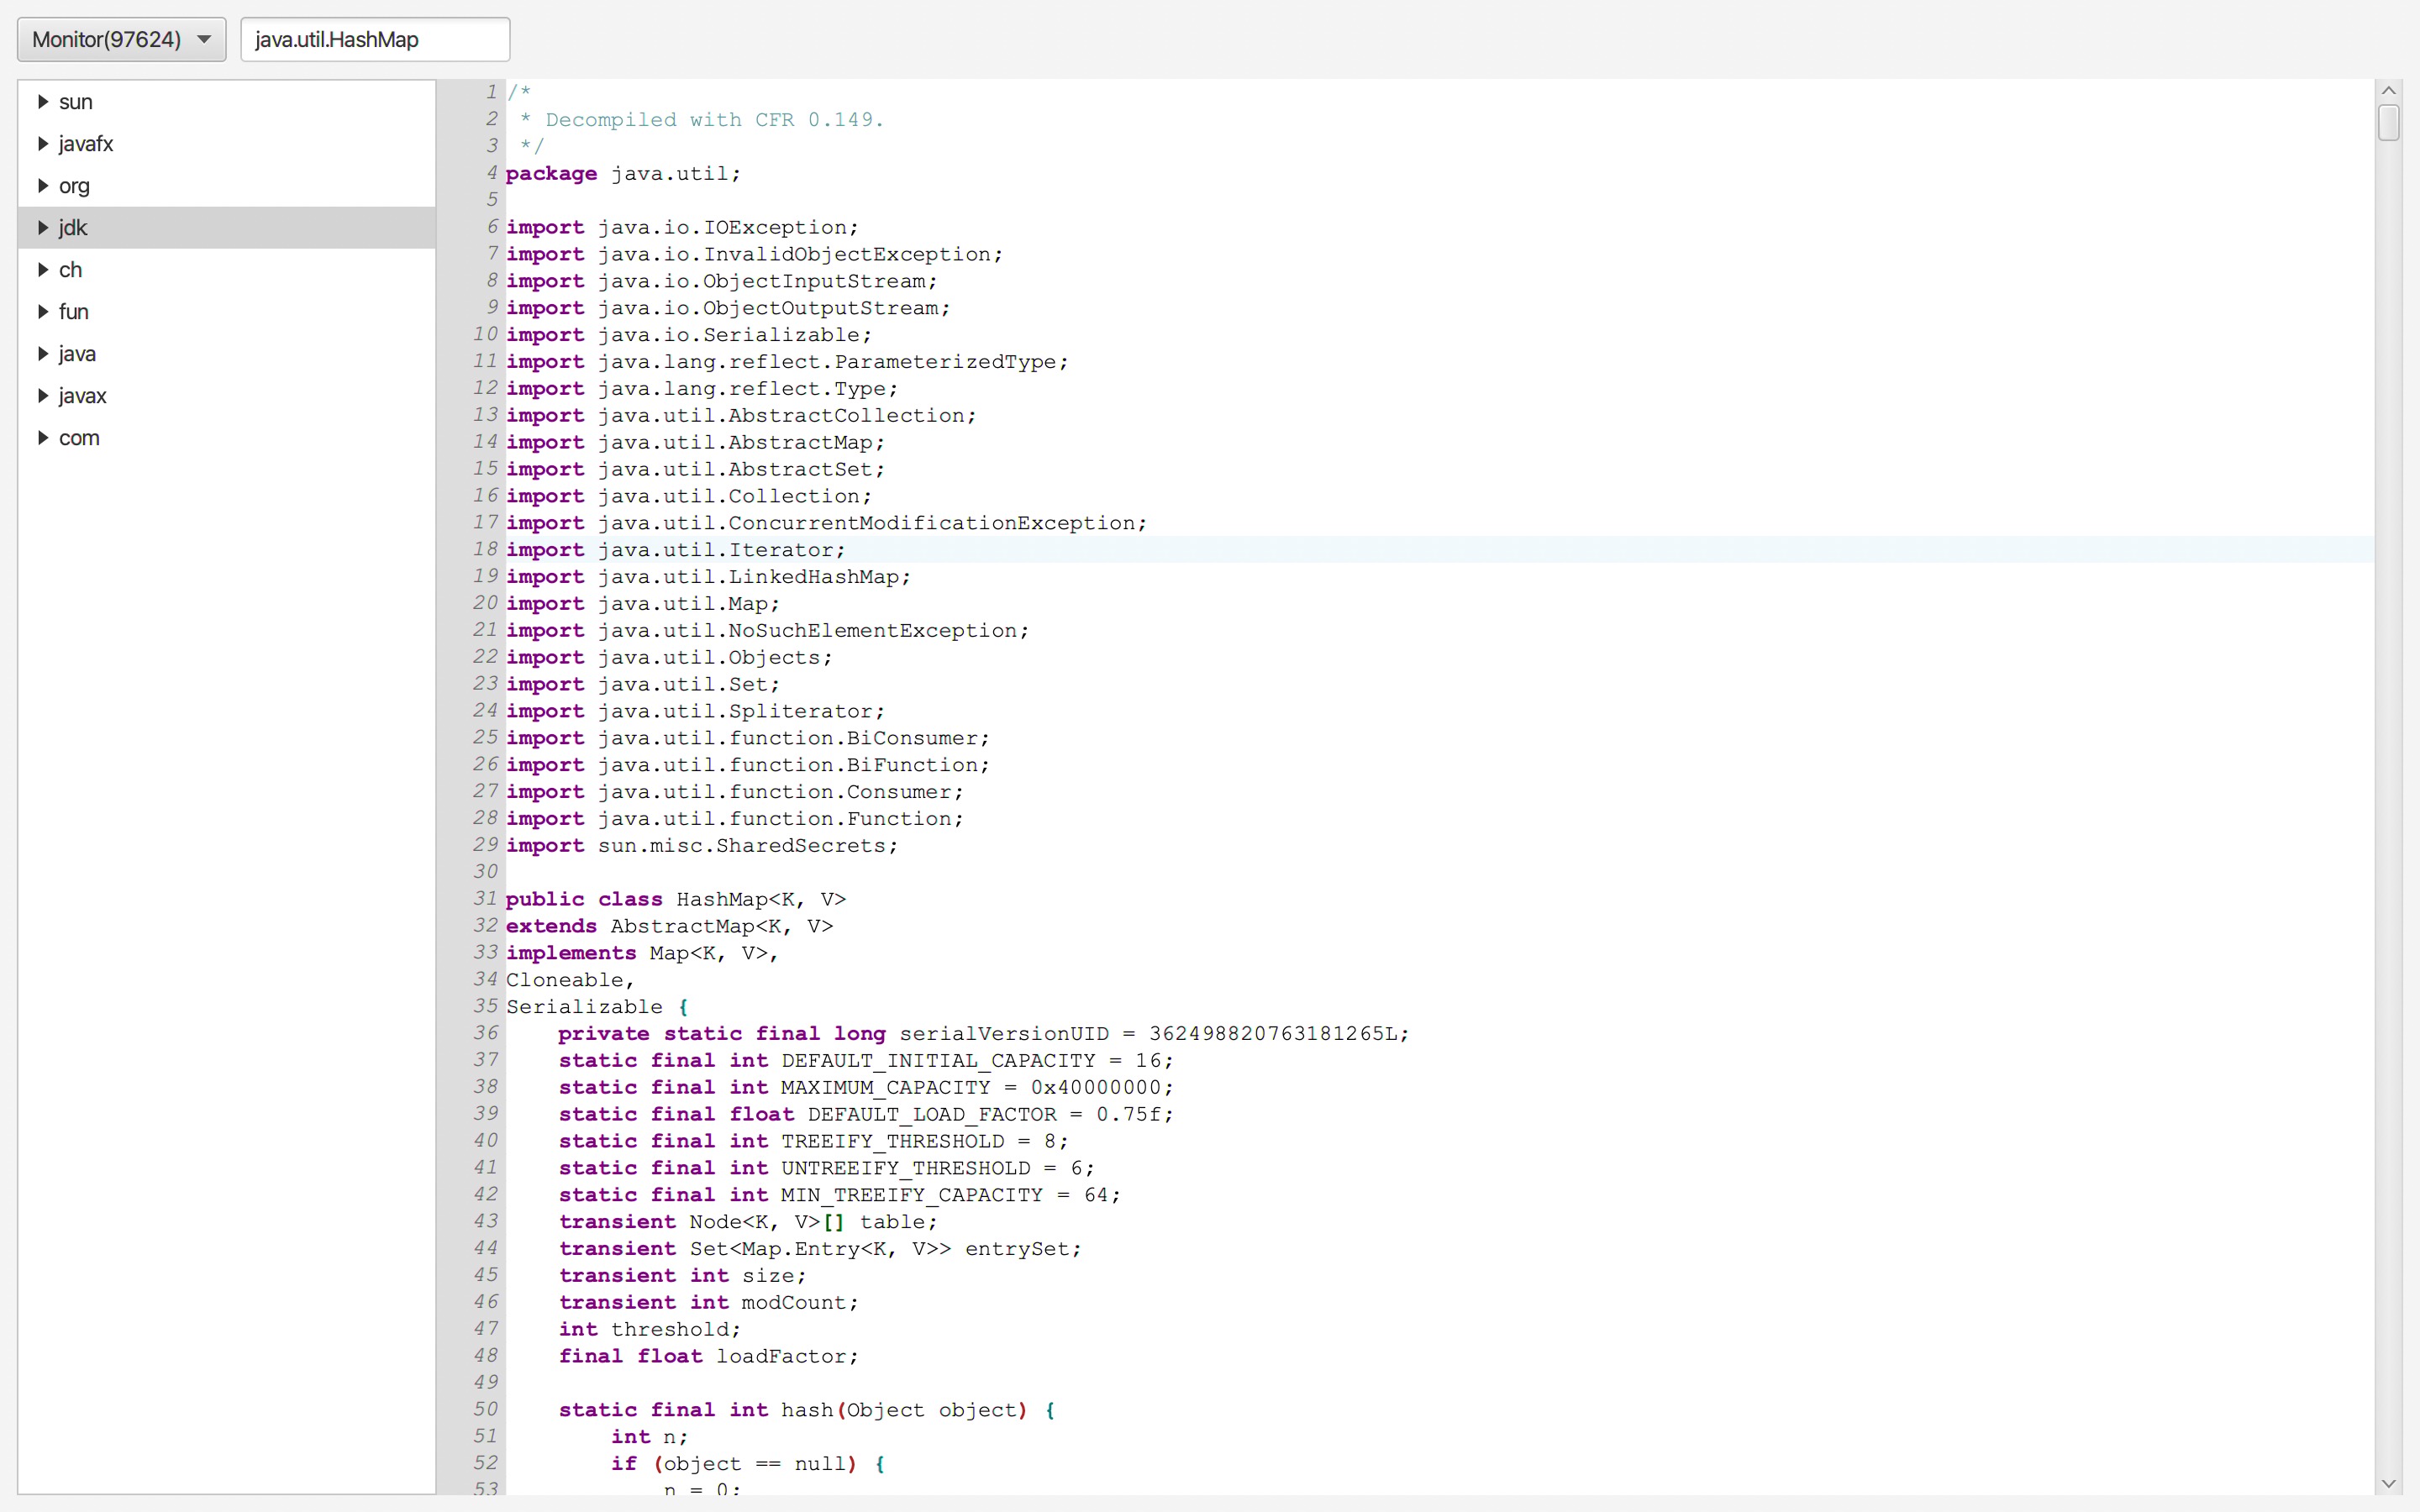 Monitor(97624)
java.util.HashMap
sun
javafx
org
jdk
ch
fun
java
javax
com
1 /*
2  * Decompiled with CFR 0.149.
3  */
4 package java.util;
5
6 import java.io.IOException;
7 import java.io.InvalidObjectException;
8 import java.io.ObjectInputStream;
9 import java.io.ObjectOutputStream;
10 import java.io.Serializable;
11 import java.lang.reflect.ParameterizedType;
12 import java.lang.reflect.Type;
13 import java.util.AbstractCollection;
14 import java.util.AbstractMap;
15 import java.util.AbstractSet;
16 import java.util.Collection;
17 import java.util.ConcurrentModificationException;
18 import java.util.Iterator;
19 import java.util.LinkedHashMap;
20 import java.util.Map;
21 import java.util.NoSuchElementException;
22 import java.util.Objects;
23 import java.util.Set;
24 import java.util.Spliterator;
25 import java.util.function.BiConsumer;
26 import java.util.function.BiFunction;
27 import java.util.function.Consumer;
28 import java.util.function.Function;
29 import sun.misc.SharedSecrets;
30
31 public class HashMap<K, V>
32 extends AbstractMap<K, V>
33 implements Map<K, V>,
34 Cloneable,
35 Serializable {
36     private static final long serialVersionUID = 362498820763181265L;
37     static final int DEFAULT_INITIAL_CAPACITY = 16;
38     static final int MAXIMUM_CAPACITY = 0x40000000;
39     static final float DEFAULT_LOAD_FACTOR = 0.75f;
40     static final int TREEIFY_THRESHOLD = 8;
41     static final int UNTREEIFY_THRESHOLD = 6;
42     static final int MIN_TREEIFY_CAPACITY = 64;
43     transient Node<K, V>[] table;
44     transient Set<Map.Entry<K, V>> entrySet;
45     transient int size;
46     transient int modCount;
47     int threshold;
48     final float loadFactor;
49
50     static final int hash(Object object) {
51         int n;
52         if (object == null) {
53             n = 0;